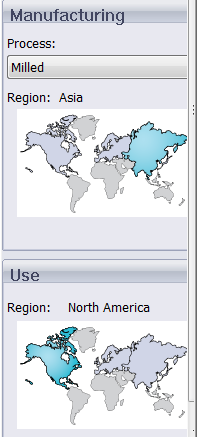 Manufacturing
Process:
Milled
Region: Asia
Use
Region: North America